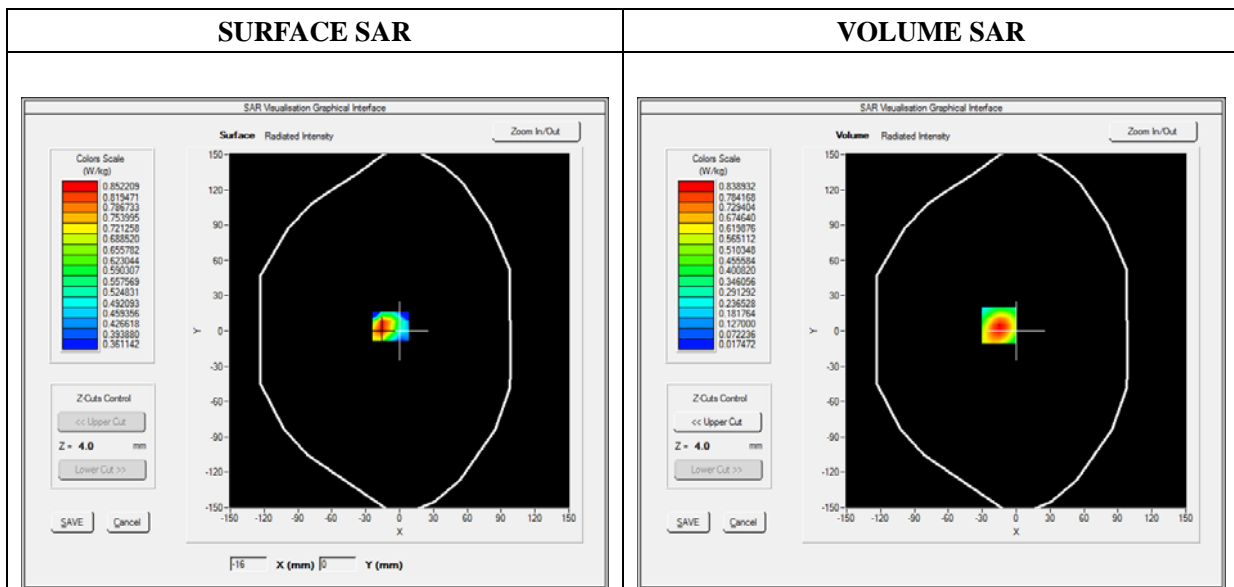 SURFACE SAR
VOLUME SAR
SAR Visualisation Graphical Interface
Surface Radiated Intensity
Zoom In/Out
Colors Scale
(W/kg)
0.852209
0.819471
0.786733
0.753995
0.721258
0.688520
0.655782
0.623044
0.590307
0.557569
0.524831
0.492093
0.459356
0.426618
0.393880
0.361142
Z-Cuts Control
<< Upper Cut
Z = 4.0 mm
Lower Cut >>
SAVE
Cancel
150
120
90
60
30
0
-30
-60
-90
-120
-150
Y
-150 -120 -90 -60 -30 0 30 60 90 120 150
X
-16 X (mm) 0 Y (mm)
SAR Visualisation Graphical Interface
Volume Radiated Intensity
Zoom In/Out
Colors Scale
(W/kg)
0.838932
0.784168
0.729404
0.674640
0.619876
0.565112
0.510348
0.455584
0.400820
0.346056
0.291292
0.236528
0.181764
0.127000
0.072236
0.017472
Z-Cuts Control
<< Upper Cut
Z = 4.0 mm
Lower Cut >>
SAVE
Cancel
150
120
90
60
30
0
-30
-60
-90
-120
-150
Y
-150 -120 -90 -60 -30 0 30 60 90 120 150
X